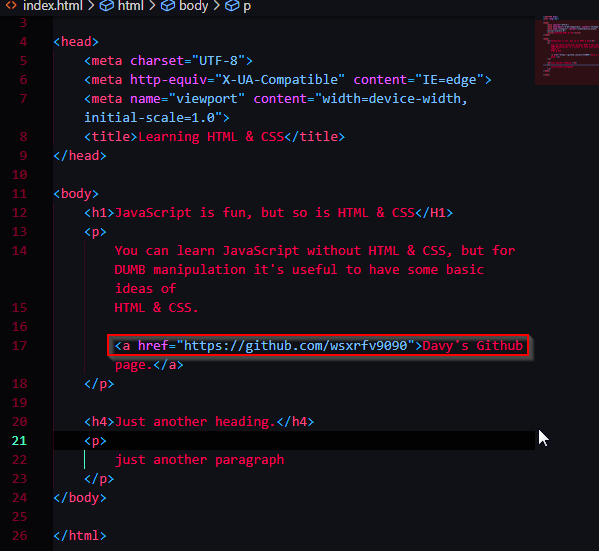 index.html > html > body > p
3
4 <head>
5 <meta charset="UTF-8">
6 <meta http-equiv="X-UA-Compatible" content="IE=edge">
7 <meta name="viewport" content="width=device-width,
initial-scale=1.0">
8 <title>Learning HTML & CSS</title>
9 </head>
10
11 <body>
12 <h1>JavaScript is fun, but so is HTML & CSS</H1>
13 <p>
14 You can learn JavaScript without HTML & CSS, but for
DUMB manipulation it's useful to have some basic
ideas of
15 HTML & CSS.
16
17 <a href="https://github.com/wsxrfv9090">Davy's Github
page.</a>
18 </p>
19
20 <h4>Just another heading.</h4>
21 <p>
22 just another paragraph
23 </p>
24 </body>
25
26 </html>